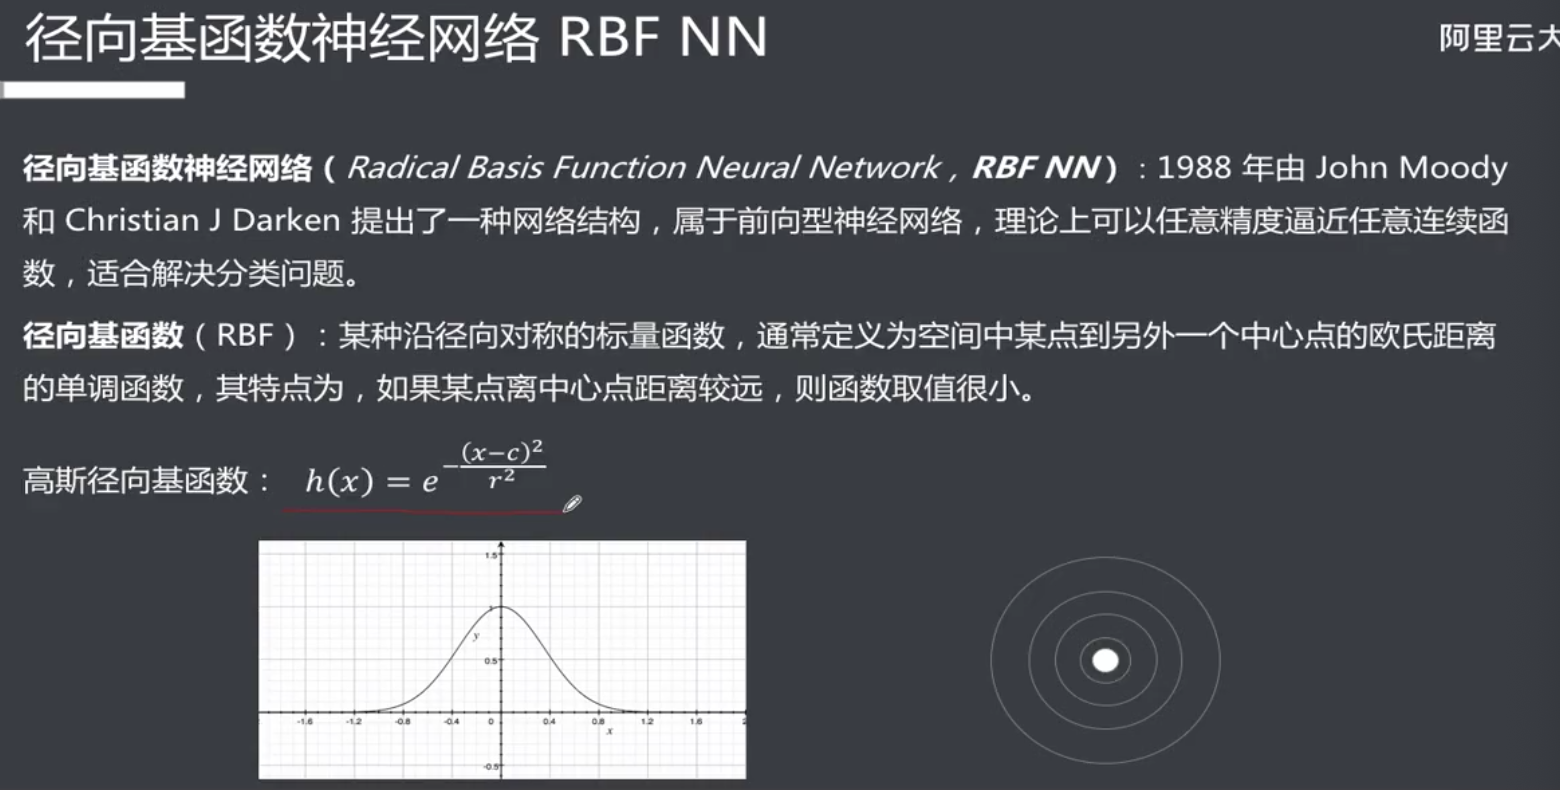 径向基函数神经网络 RBF NN
阿里云大
径向基函数神经网络（Radical Basis Function Neural Network，RBF NN）：1988 年由 John Moody
和 Christian J Darken 提出了一种网络结构，属于前向型神经网络，理论上可以任意精度逼近任意连续函
数，适合解决分类问题。
径向基函数（RBF）：某种沿径向对称的标量函数，通常定义为空间中某点到另外一个中心点的欧氏距离
的单调函数，其特点为，如果某点离中心点距离较远，则函数取值很小。
高斯径向基函数： h(x) = e^{-\frac{(x-c)^2}{r^2}}
1.5
1
y
0.5
-1.6 -1.2 -0.8 -0.4 0 0.4 0.8 1.2 1.6 2
x
-0.5